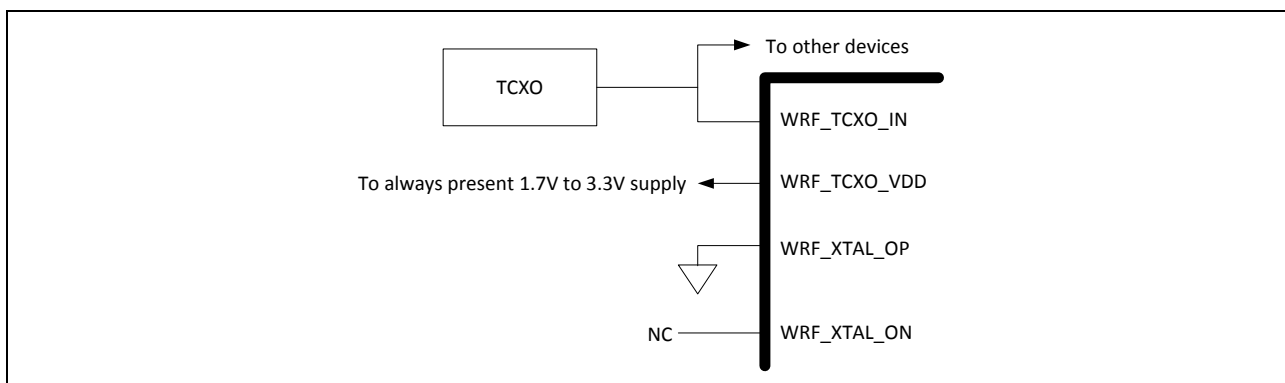 To other devices
TCXO
WRF_TCXO_IN
To always present 1.7V to 3.3V supply
WRF_TCXO_VDD
WRF_XTAL_OP
NC
WRF_XTAL_ON